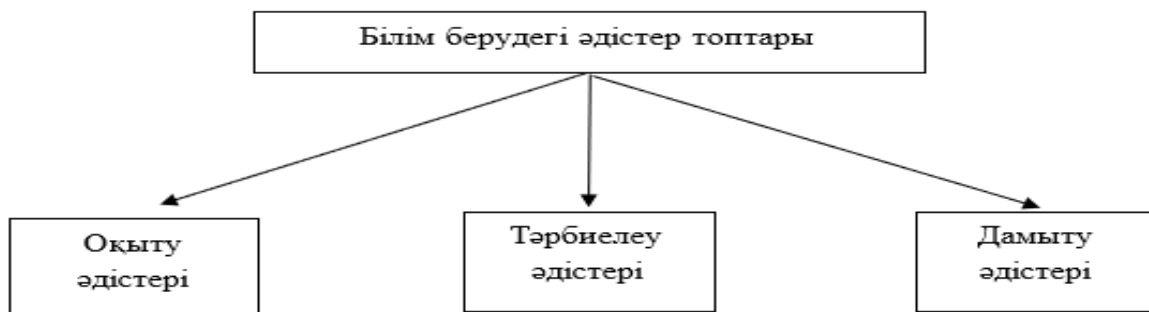 Білім берудегі әдістер топтары
Оқыту
әдістері
Тәрбиелеу
әдістері
Дамыту
әдістері